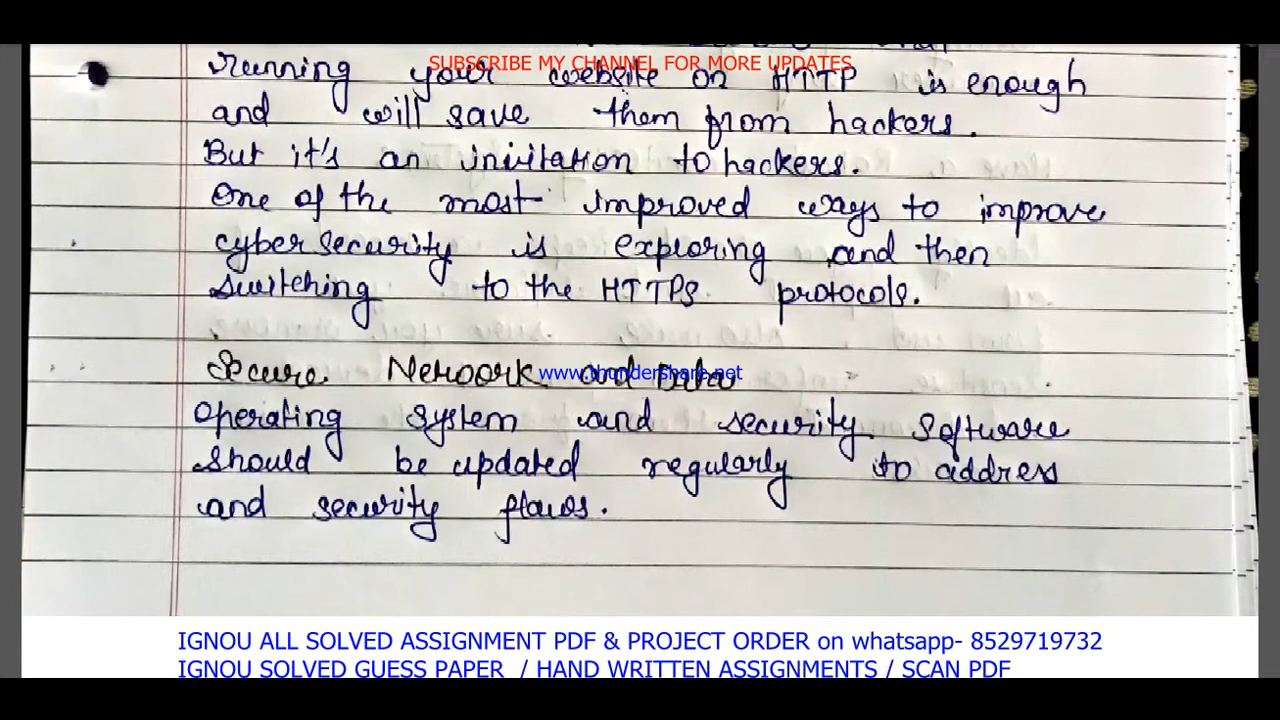 SUBSCRIBE MY CHANNEL FOR MORE UPDATES
running your website on HTTP is enough
and will save them from hackers.
But it's an invitation to hackers.
One of the most improved ways to improve
cyber security is exploring and then
switching to the HTTPS protocols.
Secure Network and Data
www.thundershare.net
operating system and security software
should be updated regularly to address
and security flaws.
IGNOU ALL SOLVED ASSIGNMENT PDF & PROJECT ORDER on whatsapp- 8529719732
IGNOU SOLVED GUESS PAPER / HAND WRITTEN ASSIGNMENTS / SCAN PDF